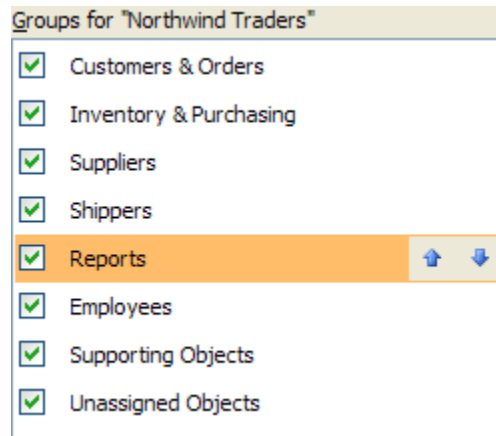 Groups for "Northwind Traders"
Customers & Orders
Inventory & Purchasing
Suppliers
Shippers
Reports
Employees
Supporting Objects
Unassigned Objects